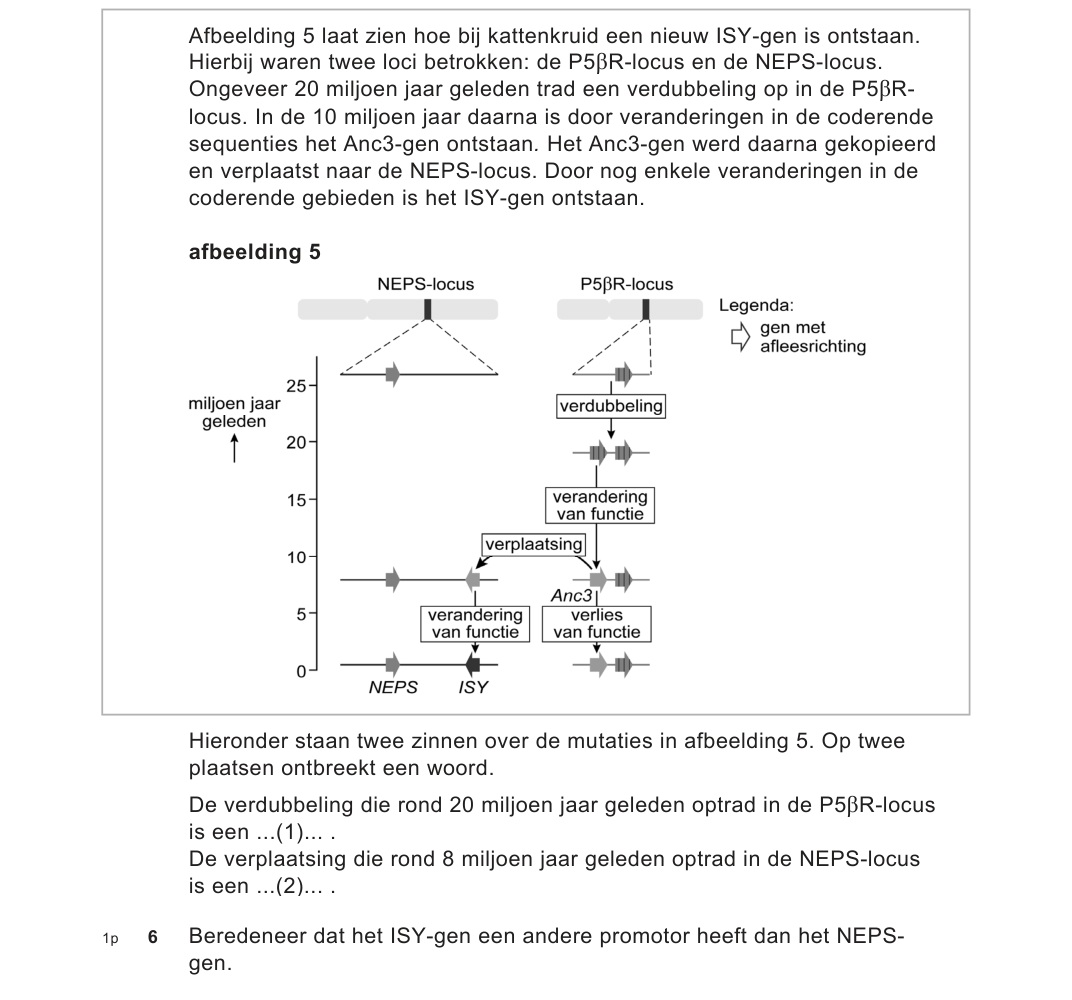 Afbeelding 5 laat zien hoe bij kattenkruid een nieuw ISY-gen is ontstaan.
Hierbij waren twee loci betrokken: de P5βR-locus en de NEPS-locus.
Ongeveer 20 miljoen jaar geleden trad een verdubbeling op in de P5βR-
locus. In de 10 miljoen jaar daarna is door veranderingen in de coderende
sequenties het Anc3-gen ontstaan. Het Anc3-gen werd daarna gekopieerd
en verplaatst naar de NEPS-locus. Door nog enkele veranderingen in de
coderende gebieden is het ISY-gen ontstaan.
afbeelding 5
NEPS-locus
P5βR-locus
Legenda:
gen met
afleesrichting
miljoen jaar
geleden
25
20
15
10
5
0
verdubbeling
verandering
van functie
verplaatsing
Anc3
verandering
van functie
verlies
van functie
NEPS
ISY
Hieronder staan twee zinnen over de mutaties in afbeelding 5. Op twee
plaatsen ontbreekt een woord.
De verdubbeling die rond 20 miljoen jaar geleden optrad in de P5βR-locus
is een ...(1)... .
De verplaatsing die rond 8 miljoen jaar geleden optrad in de NEPS-locus
is een ...(2)... .
1p 6 Beredeneer dat het ISY-gen een andere promotor heeft dan het NEPS-
gen.